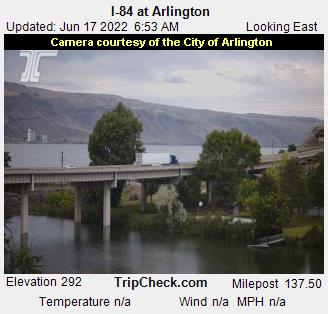 I-84 at Arlington
Updated: Jun 17 2022 6:53 AM Looking East
Camera courtesy of the City of Arlington
Elevation 292 TripCheck.com Milepost 137.50
Temperature n/a Wind n/a MPH n/a